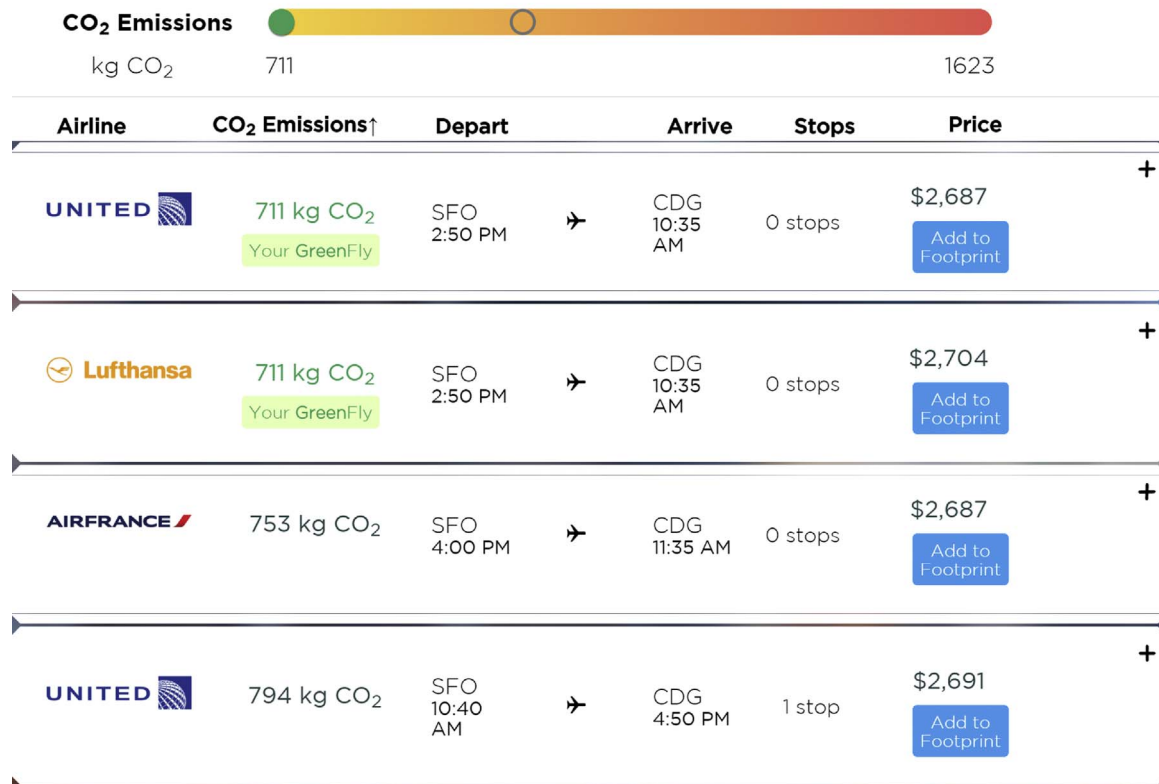 CO₂ Emissions
kg CO₂ 711 1623
Airline CO₂ Emissions↑ Depart Arrive Stops Price
UNITED 711 kg CO₂ SFO CDG 0 stops $2,687
Your GreenFly 2:50 PM 10:35
AM
Add to
Footprint
Lufthansa 711 kg CO₂ SFO CDG 0 stops $2,704
Your GreenFly 2:50 PM 10:35
AM
Add to
Footprint
AIRFRANCE 753 kg CO₂ SFO CDG 0 stops $2,687
4:00 PM 11:35 AM
Add to
Footprint
UNITED 794 kg CO₂ SFO CDG 1 stop $2,691
10:40 4:50 PM
AM
Add to
Footprint